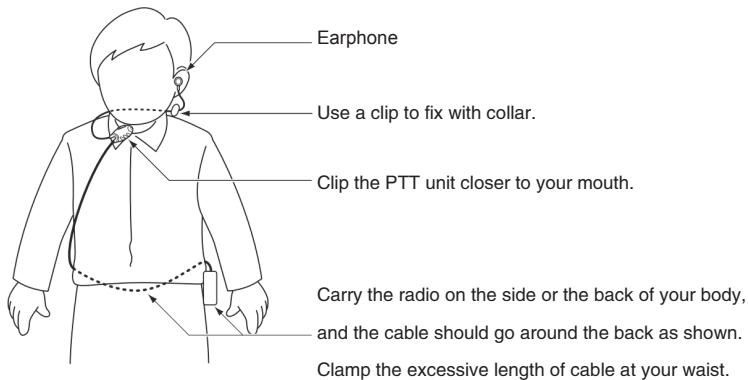 Earphone
Use a clip to fix with collar.
Clip the PTT unit closer to your mouth.
Carry the radio on the side or the back of your body,
and the cable should go around the back as shown.
Clamp the excessive length of cable at your waist.